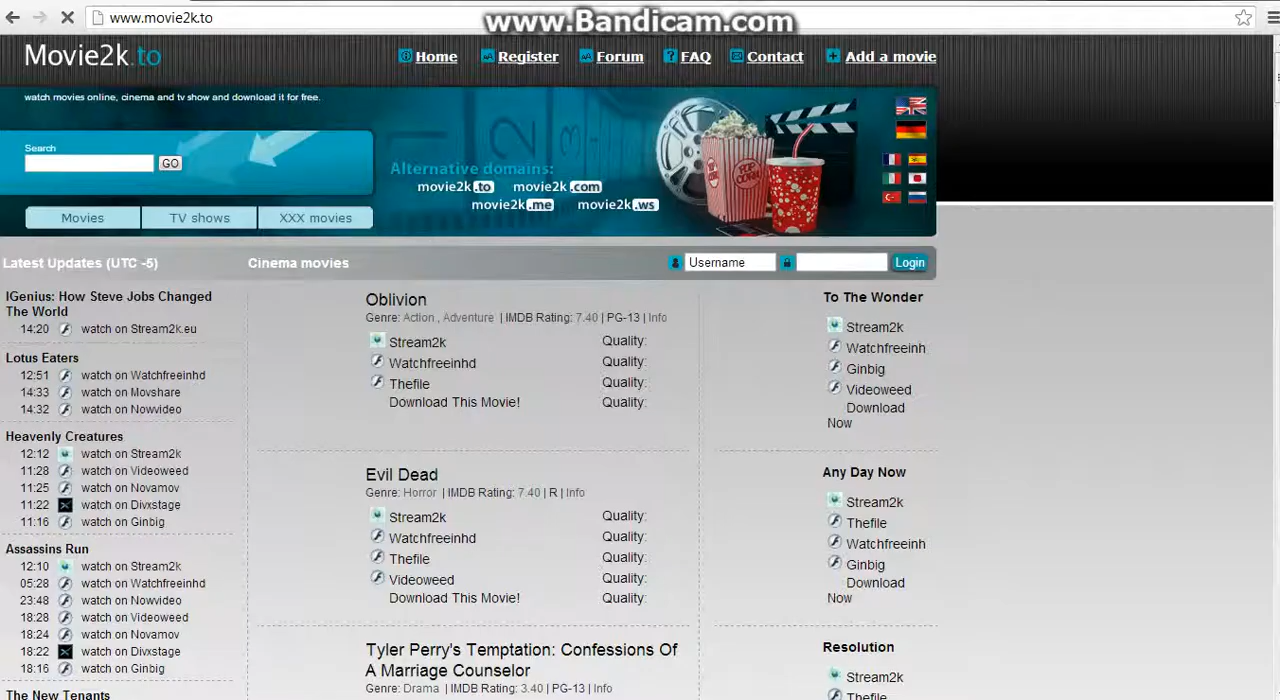 www.movie2k.to
www.Bandicam.com
Movie2k.to
Home Register Forum FAQ Contact Add a movie
watch movies online, cinema and tv show and download it for free.
Search
GO
Alternative domains:
movie2k.to movie2k.com
movie2k.me movie2k.ws
Movies TV shows XXX movies
Latest Updates (UTC -5)
Cinema movies
Username
Login
IGenius: How Steve Jobs Changed
The World
14:20 watch on Stream2k.eu
Lotus Eaters
12:51 watch on Watchfreeinhd
14:33 watch on Movshare
14:32 watch on Nowvideo
Heavenly Creatures
12:12 watch on Stream2k
11:28 watch on Videoweed
11:25 watch on Novamov
11:22 watch on Divxstage
11:16 watch on Ginbig
Assassins Run
12:10 watch on Stream2k
05:28 watch on Watchfreeinhd
23:48 watch on Nowvideo
18:28 watch on Videoweed
18:24 watch on Novamov
18:22 watch on Divxstage
18:16 watch on Ginbig
The New Tenants
Oblivion
Genre: Action , Adventure | IMDB Rating: 7.40 | PG-13 | Info
Stream2k Quality:
Watchfreeinhd Quality:
Thefile Quality:
Download This Movie! Quality:
Evil Dead
Genre: Horror | IMDB Rating: 7.40 | R | Info
Stream2k Quality:
Watchfreeinhd Quality:
Thefile Quality:
Videoweed Quality:
Download This Movie! Quality:
Tyler Perry's Temptation: Confessions Of
A Marriage Counselor
Genre: Drama | IMDB Rating: 3.40 | PG-13 | Info
To The Wonder
Stream2k
Watchfreeinh
Ginbig
Videoweed
Download
Now
Any Day Now
Stream2k
Thefile
Watchfreeinh
Ginbig
Download
Now
Resolution
Stream2k
Thefile